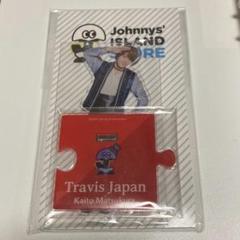 Johnnys'
ISLAND
STORE
Travis Japan
Kaito Matsukura